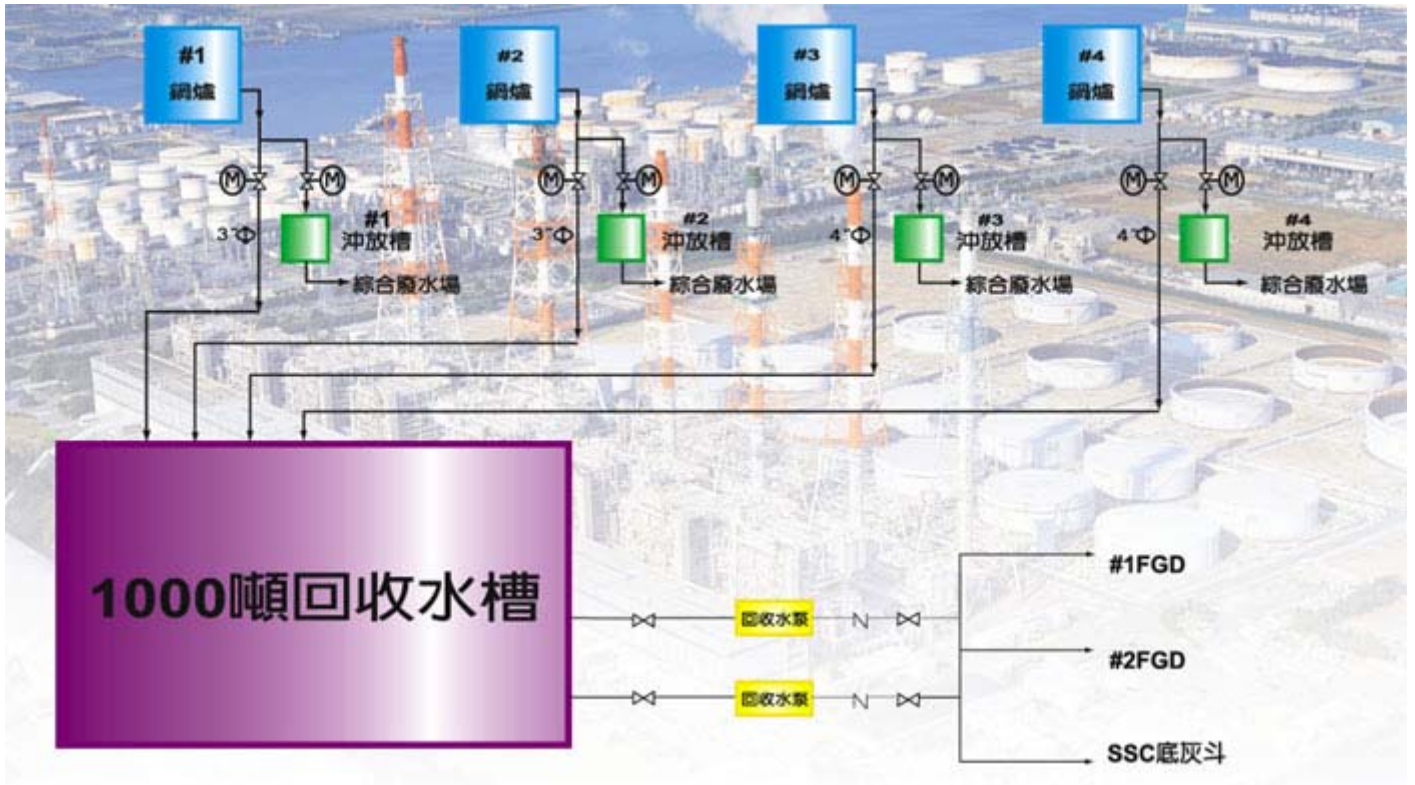 #1
鍋爐
#2
鍋爐
#3
鍋爐
#4
鍋爐
M
M
M
M
M
M
M
M
3"Φ
#1
沖放槽
3"Φ
#2
沖放槽
4"Φ
#3
沖放槽
4"Φ
#4
沖放槽
綜合廢水場
綜合廢水場
綜合廢水場
綜合廢水場
1000噸回收水槽
回收水泵
回收水泵
#1FGD
#2FGD
SSC底灰斗